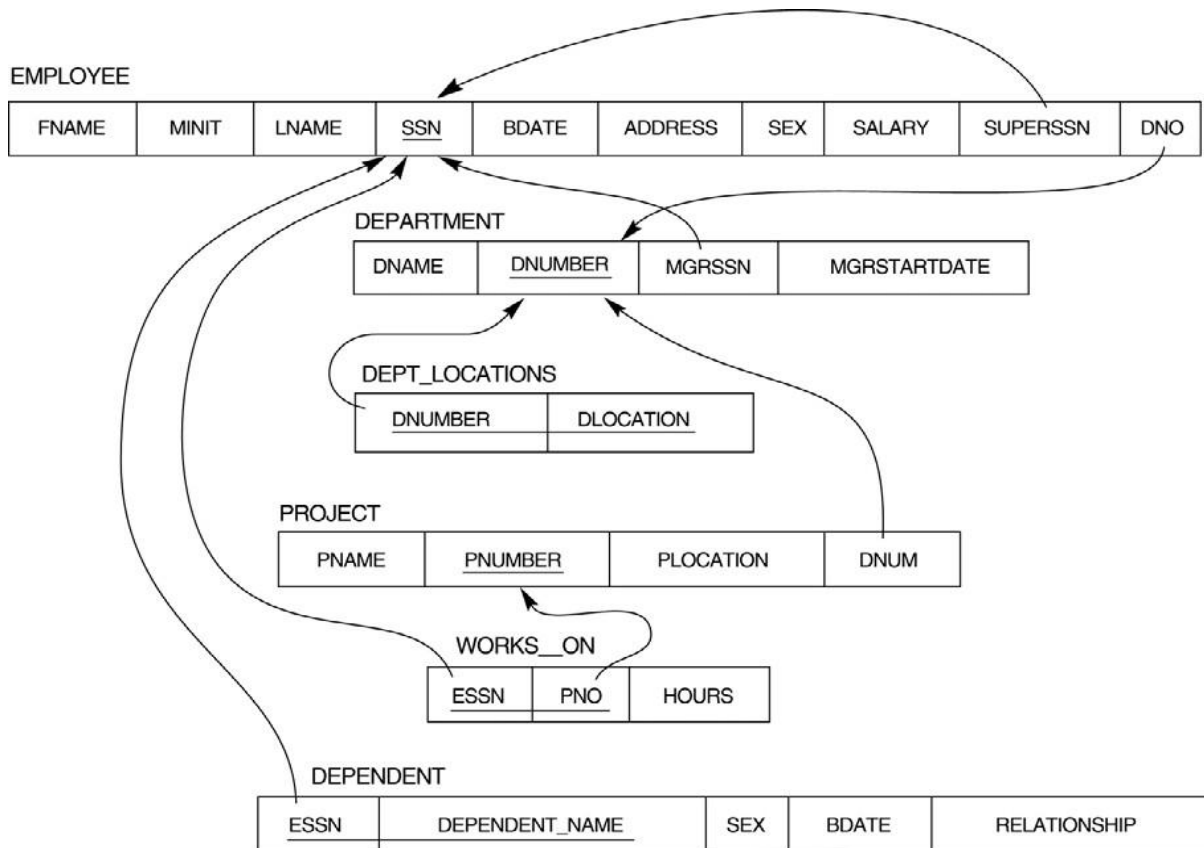 EMPLOYEE
FNAME MINIT LNAME SSN BDATE ADDRESS SEX SALARY SUPERSSN DNO
DEPARTMENT
DNAME DNUMBER MGRSSN MGRSTARTDATE
DEPT_LOCATIONS
DNUMBER DLOCATION
PROJECT
PNAME PNUMBER PLOCATION DNUM
WORKS__ON
ESSN PNO HOURS
DEPENDENT
ESSN DEPENDENT_NAME SEX BDATE RELATIONSHIP